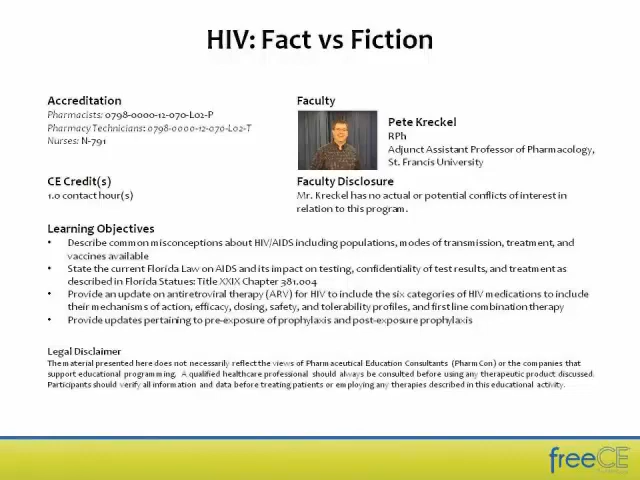 HIV: Fact vs Fiction
Accreditation
Pharmacists: 0798-0000-12-070-L02-P
Pharmacy Technicians: 0798-0000-12-070-L02-T
Nurses: N-791
Faculty
Pete Kreckel
RPh
Adjunct Assistant Professor of Pharmacology,
St. Francis University
CE Credit(s)
1.0 contact hour(s)
Faculty Disclosure
Mr. Kreckel has no actual or potential conflicts of interest in
relation to this program.
Learning Objectives
• Describe common misconceptions about HIV/AIDS including populations, modes of transmission, treatment, and
vaccines available
• State the current Florida Law on AIDS and its impact on testing, confidentiality of test results, and treatment as
described in Florida Statues: Title XXIX Chapter 381.004
• Provide an update on antiretroviral therapy (ARV) for HIV to include the six categories of HIV medications to include
their mechanisms of action, efficacy, dosing, safety, and tolerability profiles, and first line combination therapy
• Provide updates pertaining to pre-exposure of prophylaxis and post-exposure prophylaxis
Legal Disclaimer
The material presented here does not necessarily reflect the views of Pharmaceutical Education Consultants (PharmCon) or the companies that
support educational programming. A qualified healthcare professional should always be consulted before using any therapeutic product discussed.
Participants should verify all information and data before treating patients or employing any therapies described in this educational activity.
freeCE